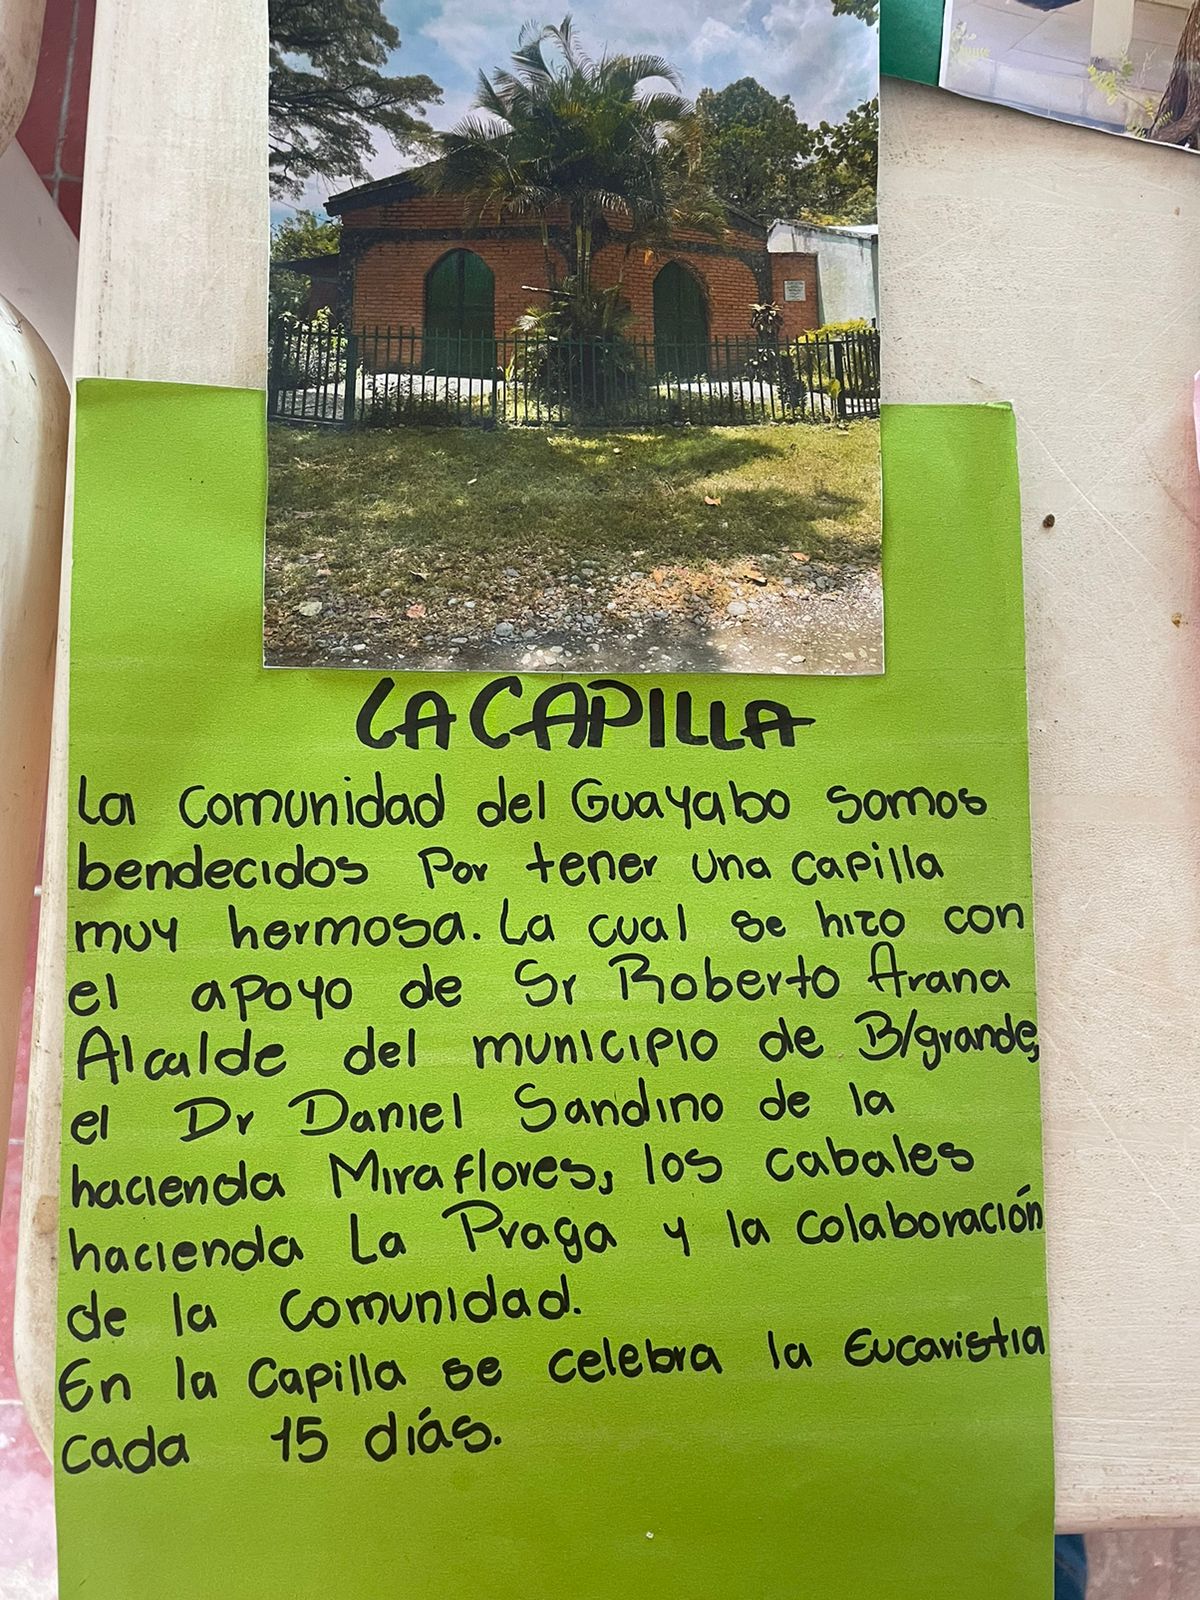 LA CAPILLA
La Comunidad del Guayabo somos
bendecidos Por tener una capilla
muy hermosa. La cual se hizo con
el apoyo de Sr Roberto Arana
Alcalde del municipio de B/grande,
el Dr Daniel Sandino de la
hacienda Miraflores, los cabales
hacienda La Praga y la colaboración
de la Comunidad.
En la Capilla se celebra la Eucaristia
cada 15 diás.